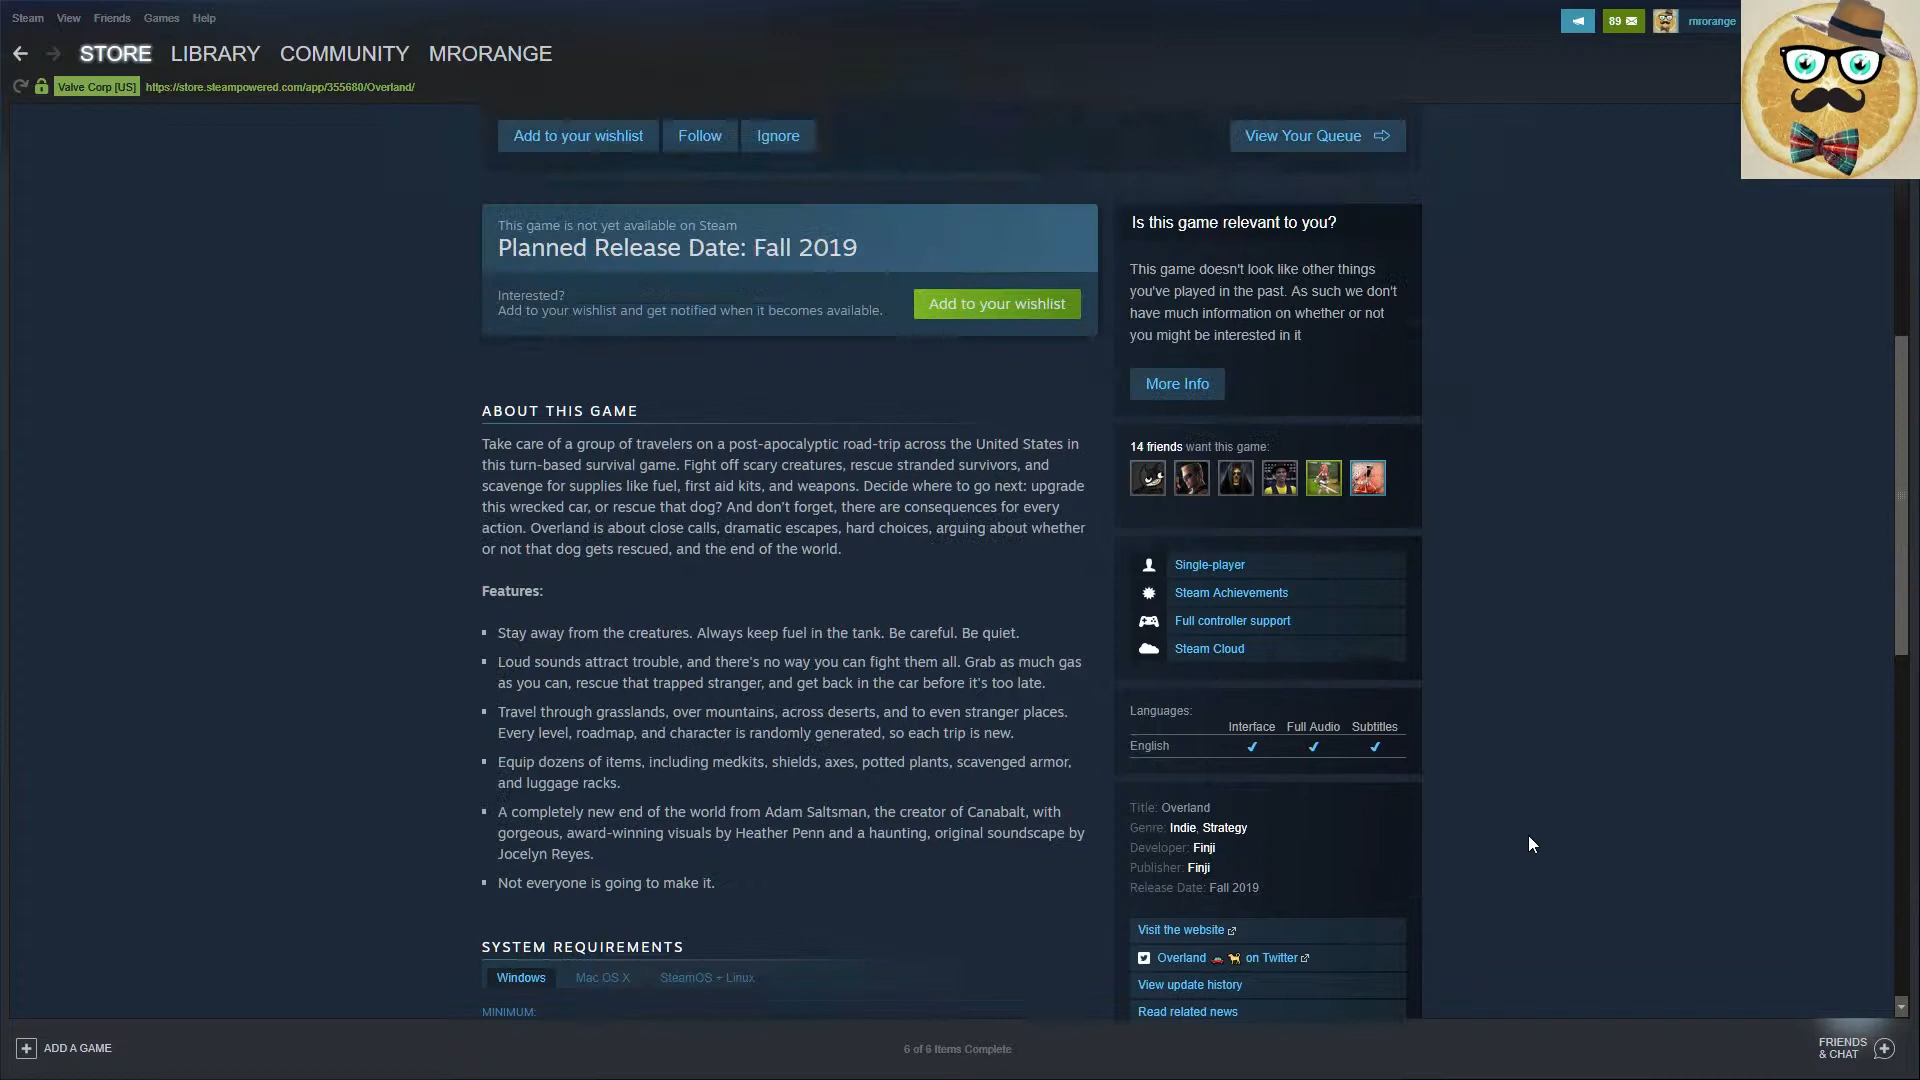 Steam View Friends Games Help
89
mrorange
STORE LIBRARY COMMUNITY MRORANGE
Valve Corp [US] https://store.steampowered.com/app/355680/Overland/
Add to your wishlist Follow Ignore
View Your Queue
This game is not yet available on Steam
Planned Release Date: Fall 2019
Interested?
Add to your wishlist and get notified when it becomes available.
Add to your wishlist
ABOUT THIS GAME
Take care of a group of travelers on a post-apocalyptic road-trip across the United States in
this turn-based survival game. Fight off scary creatures, rescue stranded survivors, and
scavenge for supplies like fuel, first aid kits, and weapons. Decide where to go next: upgrade
this wrecked car, or rescue that dog? And don't forget, there are consequences for every
action. Overland is about close calls, dramatic escapes, hard choices, arguing about whether
or not that dog gets rescued, and the end of the world.
Features:
Stay away from the creatures. Always keep fuel in the tank. Be careful. Be quiet.
Loud sounds attract trouble, and there's no way you can fight them all. Grab as much gas
as you can, rescue that trapped stranger, and get back in the car before it's too late.
Travel through grasslands, over mountains, across deserts, and to even stranger places.
Every level, roadmap, and character is randomly generated, so each trip is new.
Equip dozens of items, including medkits, shields, axes, potted plants, scavenged armor,
and luggage racks.
A completely new end of the world from Adam Saltsman, the creator of Canabalt, with
gorgeous, award-winning visuals by Heather Penn and a haunting, original soundscape by
Jocelyn Reyes.
Not everyone is going to make it.
SYSTEM REQUIREMENTS
Windows Mac OS X SteamOS + Linux
MINIMUM:
Is this game relevant to you?
This game doesn't look like other things
you've played in the past. As such we don't
have much information on whether or not
you might be interested in it
More Info
14 friends want this game:
Single-player
Steam Achievements
Full controller support
Steam Cloud
Languages:
Interface Full Audio Subtitles
English ✔ ✔ ✔
Title: Overland
Genre: Indie, Strategy
Developer: Finji
Publisher: Finji
Release Date: Fall 2019
Visit the website
Overland 🚗 🐕 on Twitter
View update history
Read related news
ADD A GAME
6 of 6 Items Complete
FRIENDS
& CHAT